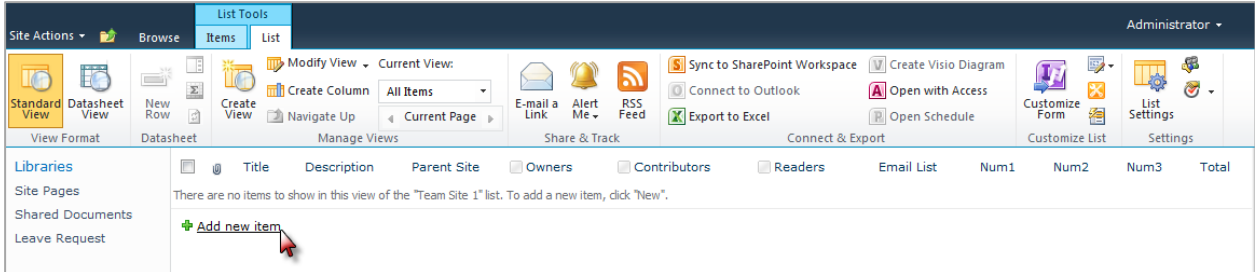 List Tools
Administrator
Site Actions Browse Items List
Standard View
Datasheet View
View Format
New Row
Datasheet
Create View
Modify View
Create Column
Navigate Up
Current View:
All Items
Current Page
Manage Views
E-mail a Link
Alert Me
RSS Feed
Share & Track
Sync to SharePoint Workspace
Connect to Outlook
Export to Excel
Create Visio Diagram
Open with Access
Open Schedule
Connect & Export
Customize Form
Customize List
List Settings
Settings
Libraries
Site Pages
Shared Documents
Leave Request
Title Description Parent Site Owners Contributors Readers Email List Num1 Num2 Num3 Total
There are no items to show in this view of the "Team Site 1" list. To add a new item, click "New".
Add new item